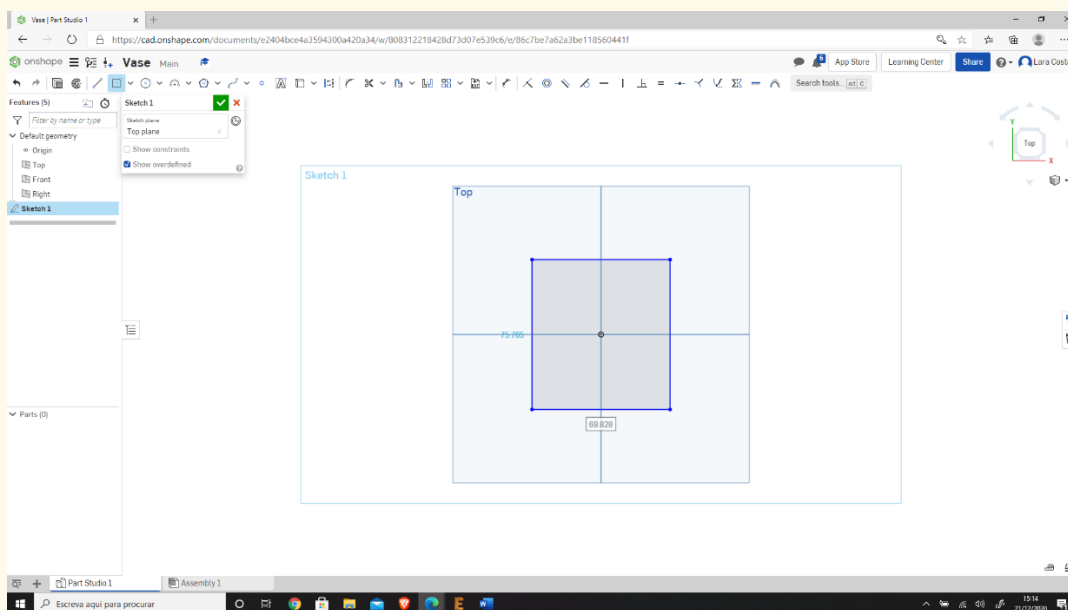 Vase | Part Studio 1
https://cad.onshape.com/documents/e2404bce4a3594300a420a34/w/808312218428d73d07e539c6/e/86c7be7a62a3be118560441f
onshape Vase Main
App Store Learning Center Share Lara Costa
Search tools... alt C
Features (5)
Filter by name or type
Default geometry
Origin
Top
Front
Right
Sketch 1
Sketch 1
Sketch plane
Top plane
Show constraints
Show overdefined
Sketch 1
Top
75.765
69.828
Y
Top
X
Parts (0)
Part Studio 1 Assembly 1
Escreva aqui para procurar
15:14
21/12/2020